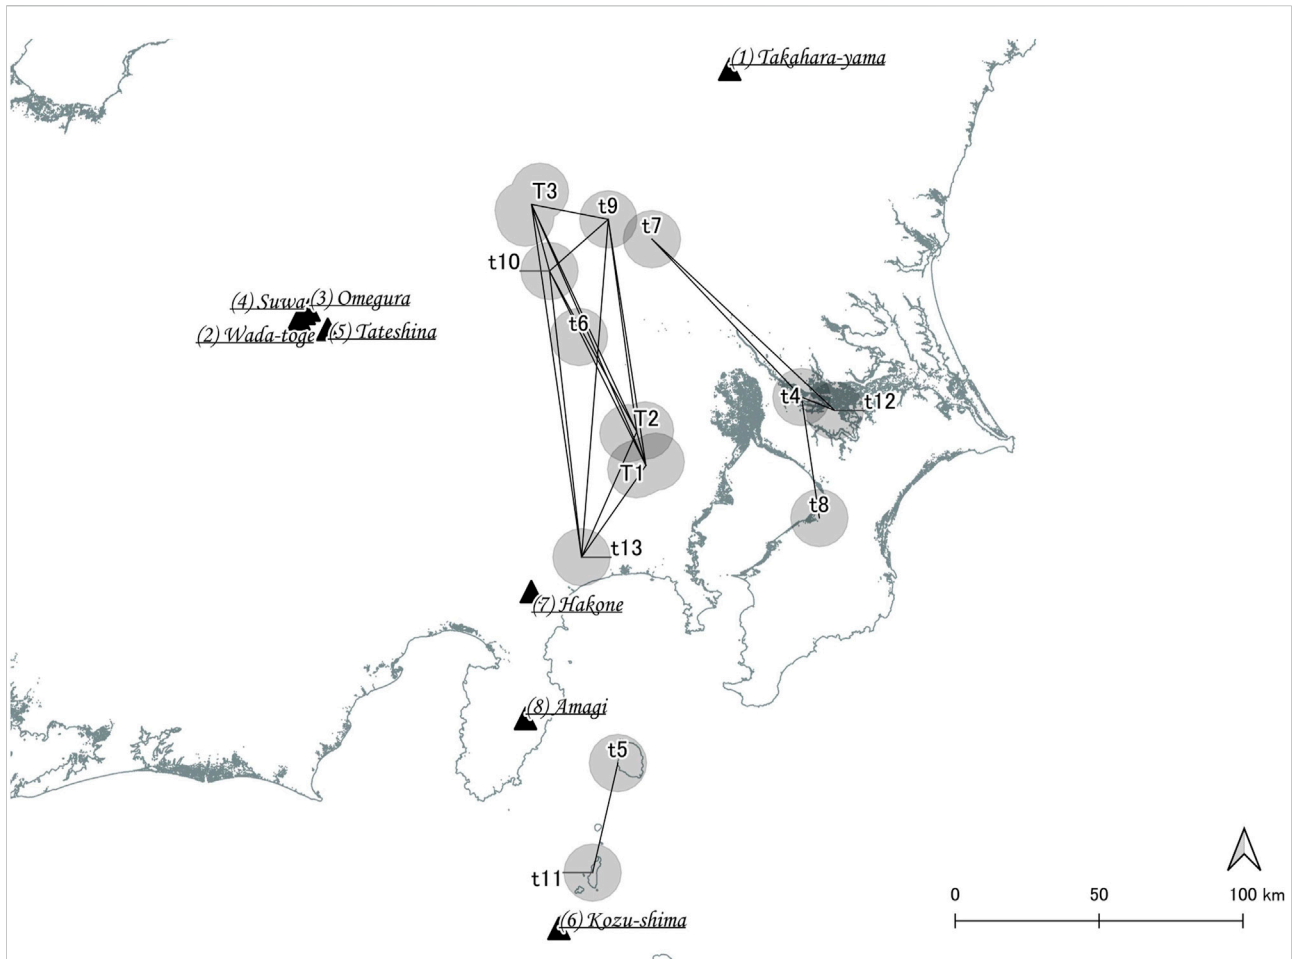 (1) Takahara-yama
T3
t9
t7
t10
(4) Suwa
(3) Omegura
t6
(2) Wada-toge
(5) Tateshina
t4
t12
T2
T1
t8
t13
(7) Hakone
(8) Amagi
t5
t11
(6) Kozu-shima
0 50 100 km